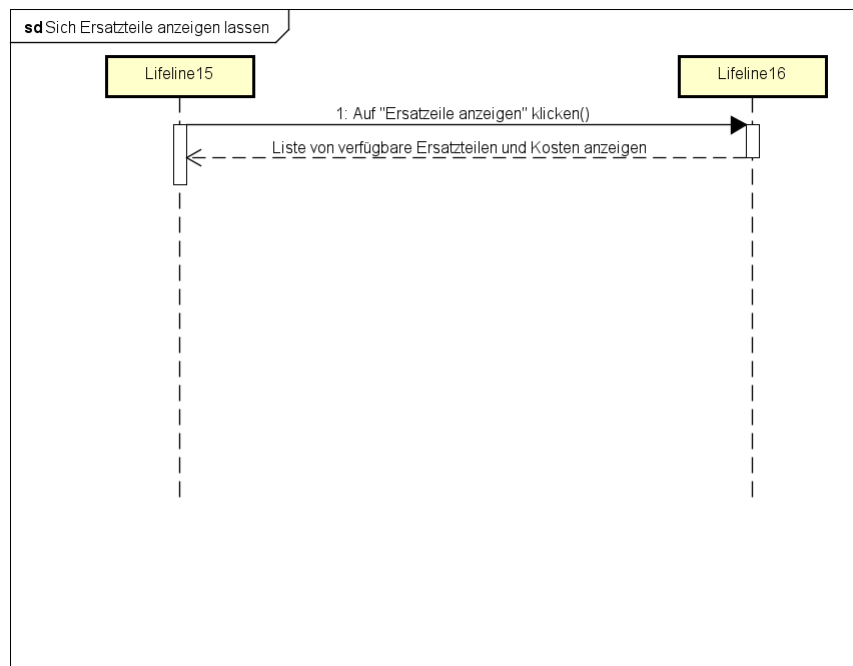 sd Sich Ersatzteile anzeigen lassen
Lifeline15
Lifeline16
1: Auf "Ersatzeile anzeigen" klicken()
Liste von verfügbare Ersatzteilen und Kosten anzeigen